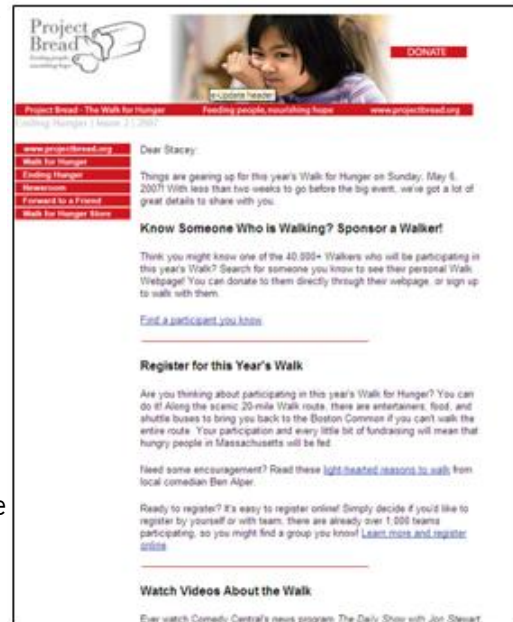 Project
Bread
Feeding people,
nourishing hope.
DONATE
e-Update header
Project Bread - The Walk for Hunger Feeding people, nourishing hope www.projectbread.org
Ending Hunger | Issue 2 | 2007
www.projectbread.org
Walk for Hunger
Ending Hunger
Newsroom
Forward to a Friend
Walk for Hunger Store
Dear Stacey:
Things are gearing up for this year's Walk for Hunger on Sunday, May 6,
2007! With less than two weeks to go before the big event, we've got a lot of
great details to share with you.
Know Someone Who is Walking? Sponsor a Walker!
Think you might know one of the 40,000+ Walkers who will be participating in
this year's Walk? Search for someone you know to see their personal Walk
Webpage! You can donate to them directly through their webpage, or sign up
to walk with them.
Find a participant you know
Register for this Year's Walk
Are you thinking about participating in this year's Walk for Hunger? You can
do it! Along the scenic 20-mile Walk route, there are entertainers, food, and
shuttle buses to bring you back to the Boston Common if you can't walk the
entire route. Your participation and every little bit of fundraising will mean that
hungry people in Massachusetts will be fed.
Need some encouragement? Read these light-hearted reasons to walk from
local comedian Ben Alper.
Ready to register? It's easy to register online! Simply decide if you'd like to
register by yourself or with team, there are already over 1,000 teams
participating, so you might find a group you know! Learn more and register
online
Watch Videos About the Walk
Ever watch Comedy Central's news program The Daily Show with Jon Stewart
e